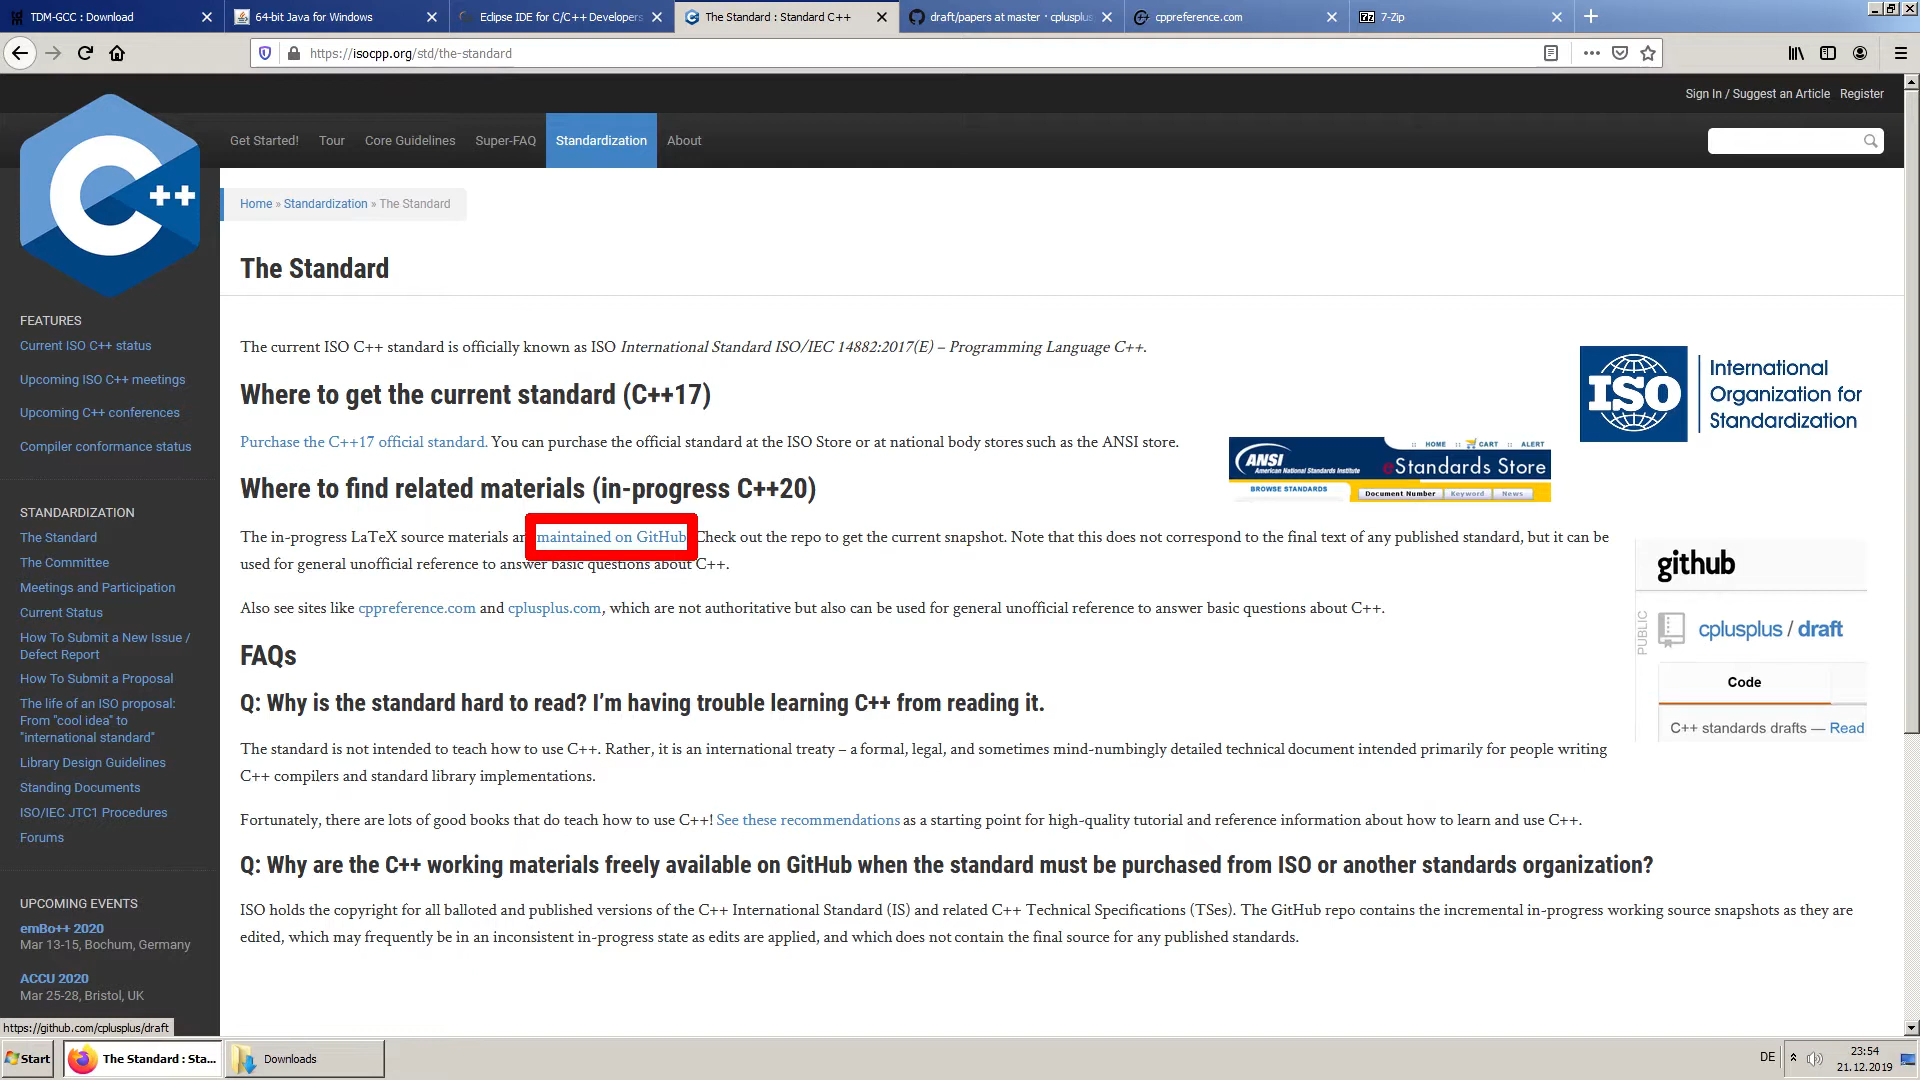 TDM-GCC : Download
64-bit Java for Windows
Eclipse IDE for C/C++ Developers
The Standard : Standard C++
draft/papers at master · cplusplus
cppreference.com
7-Zip
https://isocpp.org/std/the-standard
Sign In / Suggest an Article Register
Get Started! Tour Core Guidelines Super-FAQ Standardization About
C++
Home » Standardization » The Standard
The Standard
FEATURES
Current ISO C++ status
Upcoming ISO C++ meetings
Upcoming C++ conferences
Compiler conformance status
STANDARDIZATION
The Standard
The Committee
Meetings and Participation
Current Status
How To Submit a New Issue /
Defect Report
How To Submit a Proposal
The life of an ISO proposal:
From "cool idea" to
"international standard"
Library Design Guidelines
Standing Documents
ISO/IEC JTC1 Procedures
Forums
UPCOMING EVENTS
emBo++ 2020
Mar 13-15, Bochum, Germany
ACCU 2020
Mar 25-28, Bristol, UK
The current ISO C++ standard is officially known as ISO International Standard ISO/IEC 14882:2017(E) – Programming Language C++.
ISO
International
Organization for
Standardization
Where to get the current standard (C++17)
Purchase the C++17 official standard. You can purchase the official standard at the ISO Store or at national body stores such as the ANSI store.
:: HOME :: CART :: ALERT
ANSI
American National Standards Institute
eStandards Store
BROWSE STANDARDS
Document Number Keyword News
Where to find related materials (in-progress C++20)
The in-progress LaTeX source materials ar maintained on GitHub Check out the repo to get the current snapshot. Note that this does not correspond to the final text of any published standard, but it can be
used for general unofficial reference to answer basic questions about C++.
Also see sites like cppreference.com and cplusplus.com, which are not authoritative but also can be used for general unofficial reference to answer basic questions about C++.
github
PUBLIC
cplusplus / draft
Code
C++ standards drafts — Read
FAQs
Q: Why is the standard hard to read? I’m having trouble learning C++ from reading it.
The standard is not intended to teach how to use C++. Rather, it is an international treaty – a formal, legal, and sometimes mind-numbingly detailed technical document intended primarily for people writing
C++ compilers and standard library implementations.
Fortunately, there are lots of good books that do teach how to use C++! See these recommendations as a starting point for high-quality tutorial and reference information about how to learn and use C++.
Q: Why are the C++ working materials freely available on GitHub when the standard must be purchased from ISO or another standards organization?
ISO holds the copyright for all balloted and published versions of the C++ International Standard (IS) and related C++ Technical Specifications (TSes). The GitHub repo contains the incremental in-progress working source snapshots as they are
edited, which may frequently be in an inconsistent in-progress state as edits are applied, and which does not contain the final source for any published standards.
https://github.com/cplusplus/draft
Start
The Standard : Sta...
Downloads
DE
23:54
21.12.2019